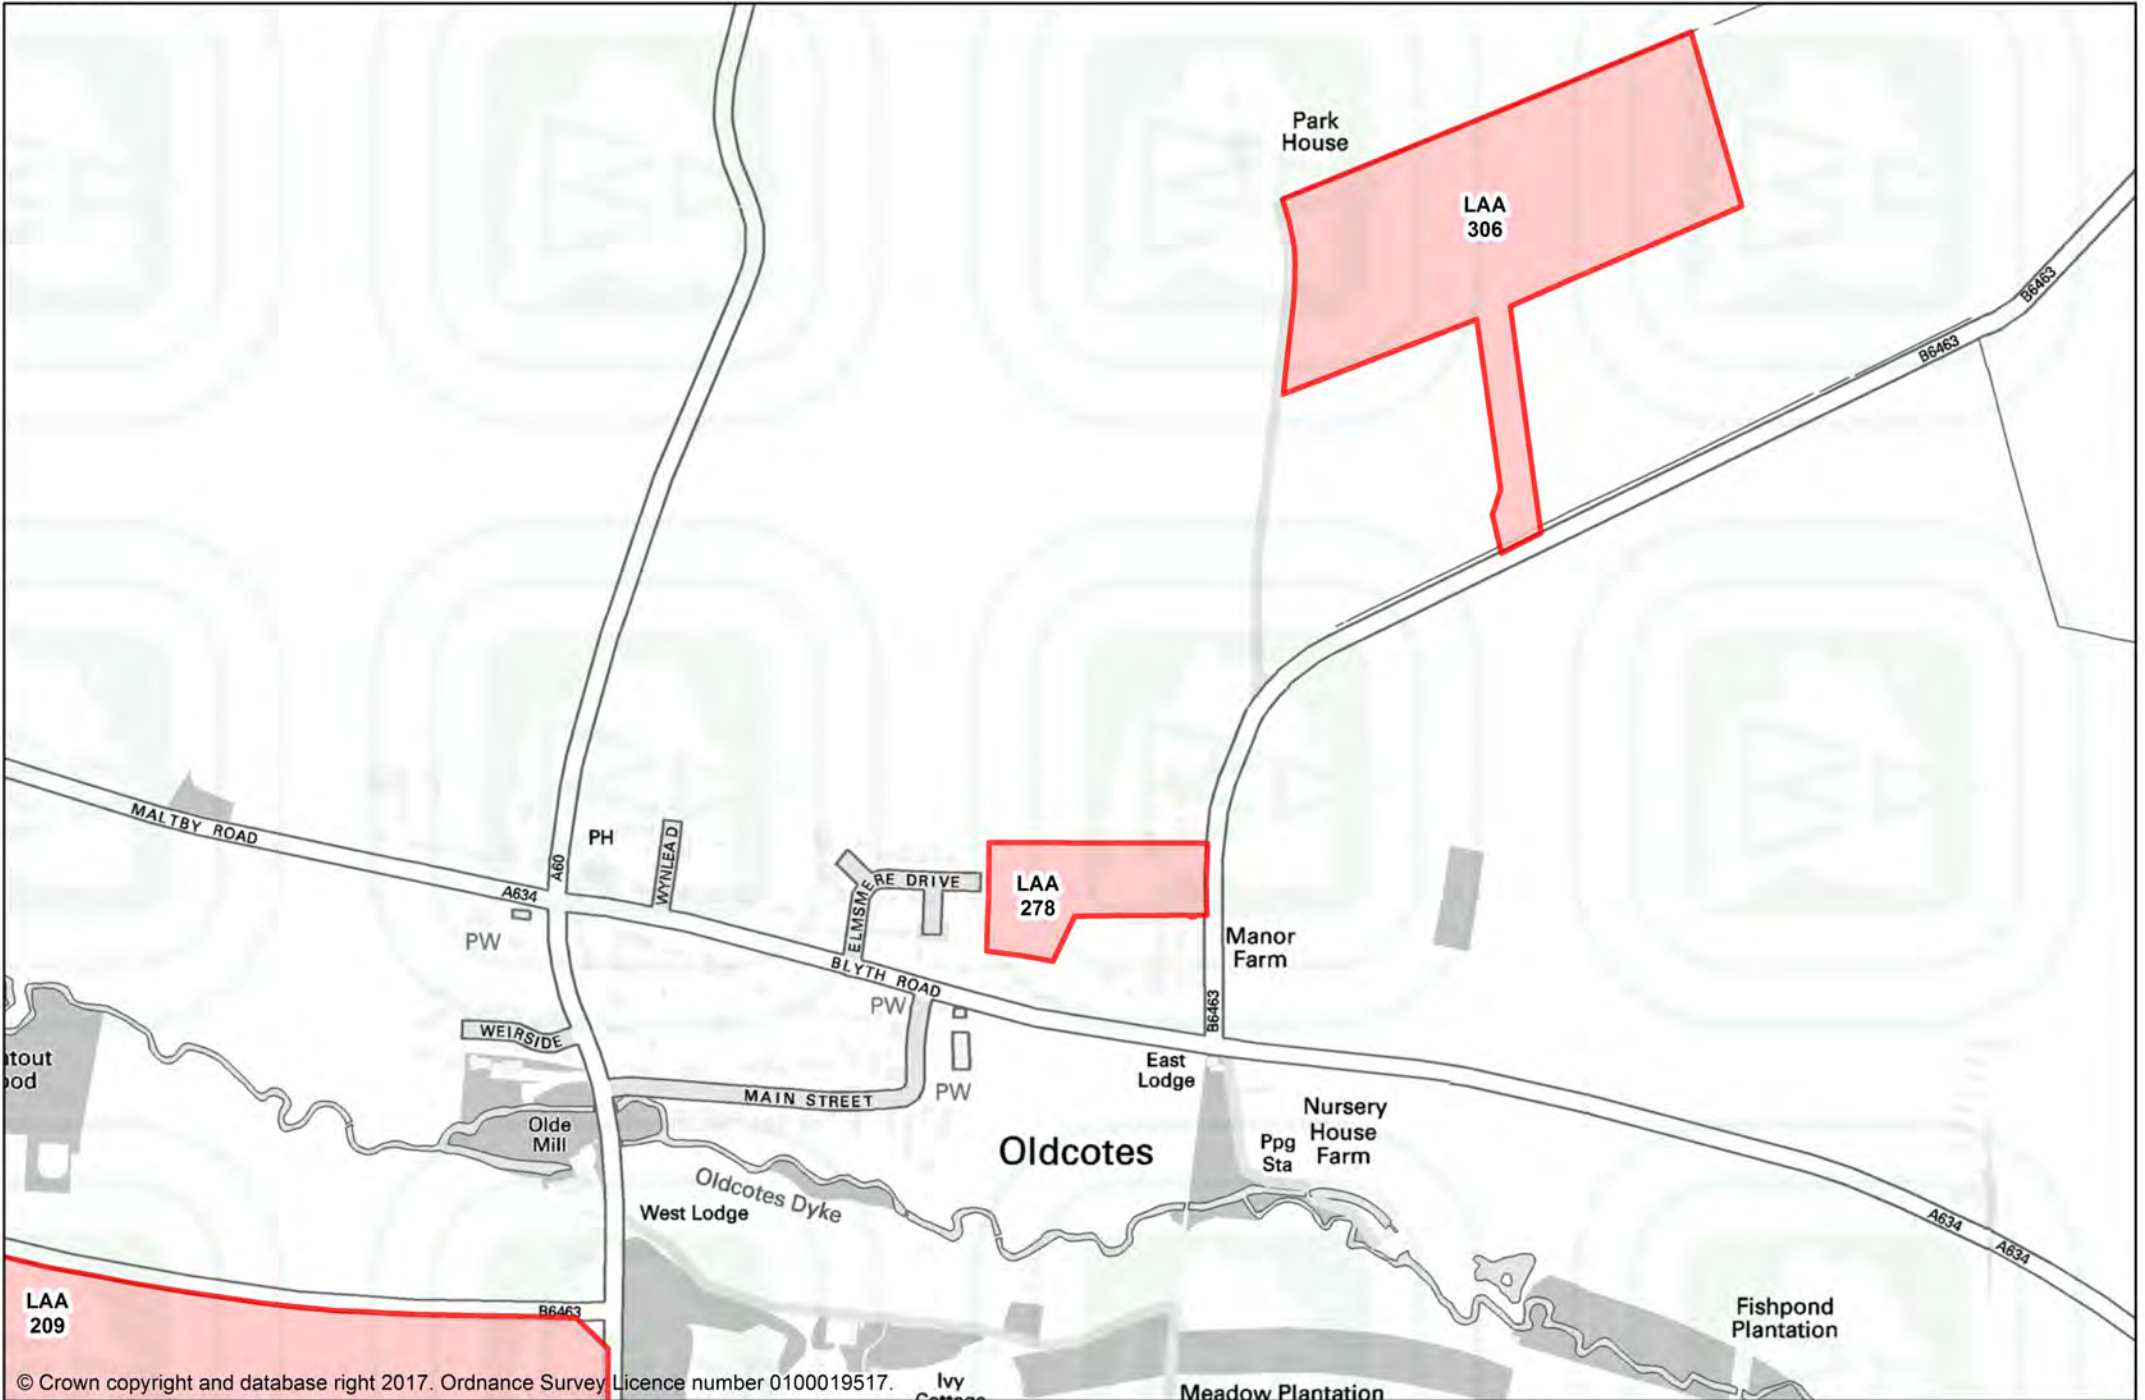 Park
House
LAA
306
B6463
B6463
MALTBY ROAD
A60
PH
WYNLEA D
A634
PW
ELMSMERE DRIVE
LAA
278
Manor
Farm
BLYTH ROAD
PW
B6463
WEIRSIDE
East
Lodge
MAIN STREET
PW
Olde
Mill
Oldcotes
Nursery
House
Farm
Ppg
Sta
Oldcotes Dyke
West Lodge
A634
A634
LAA
209
B6463
Fishpond
Plantation
© Crown copyright and database right 2017. Ordnance Survey Licence number 0100019517.
Ivy
Meadow Plantation